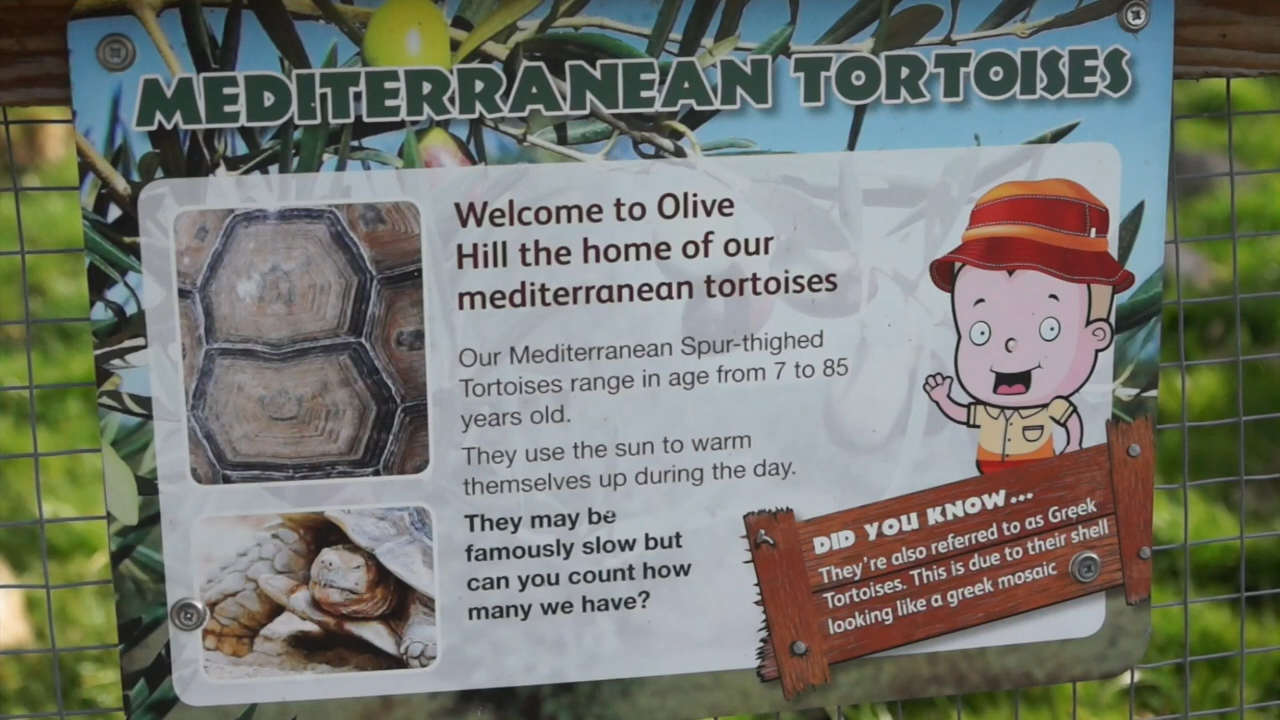 MEDITERRANEAN TORTOISES
Welcome to Olive
Hill the home of our
mediterranean tortoises
Our Mediterranean Spur-thighed
Tortoises range in age from 7 to 85
years old.
They use the sun to warm
themselves up during the day.
They may be
famously slow but
can you count how
many we have?
DID YOU KNOW...
They're also referred to as Greek
Tortoises. This is due to their shell
looking like a greek mosaic